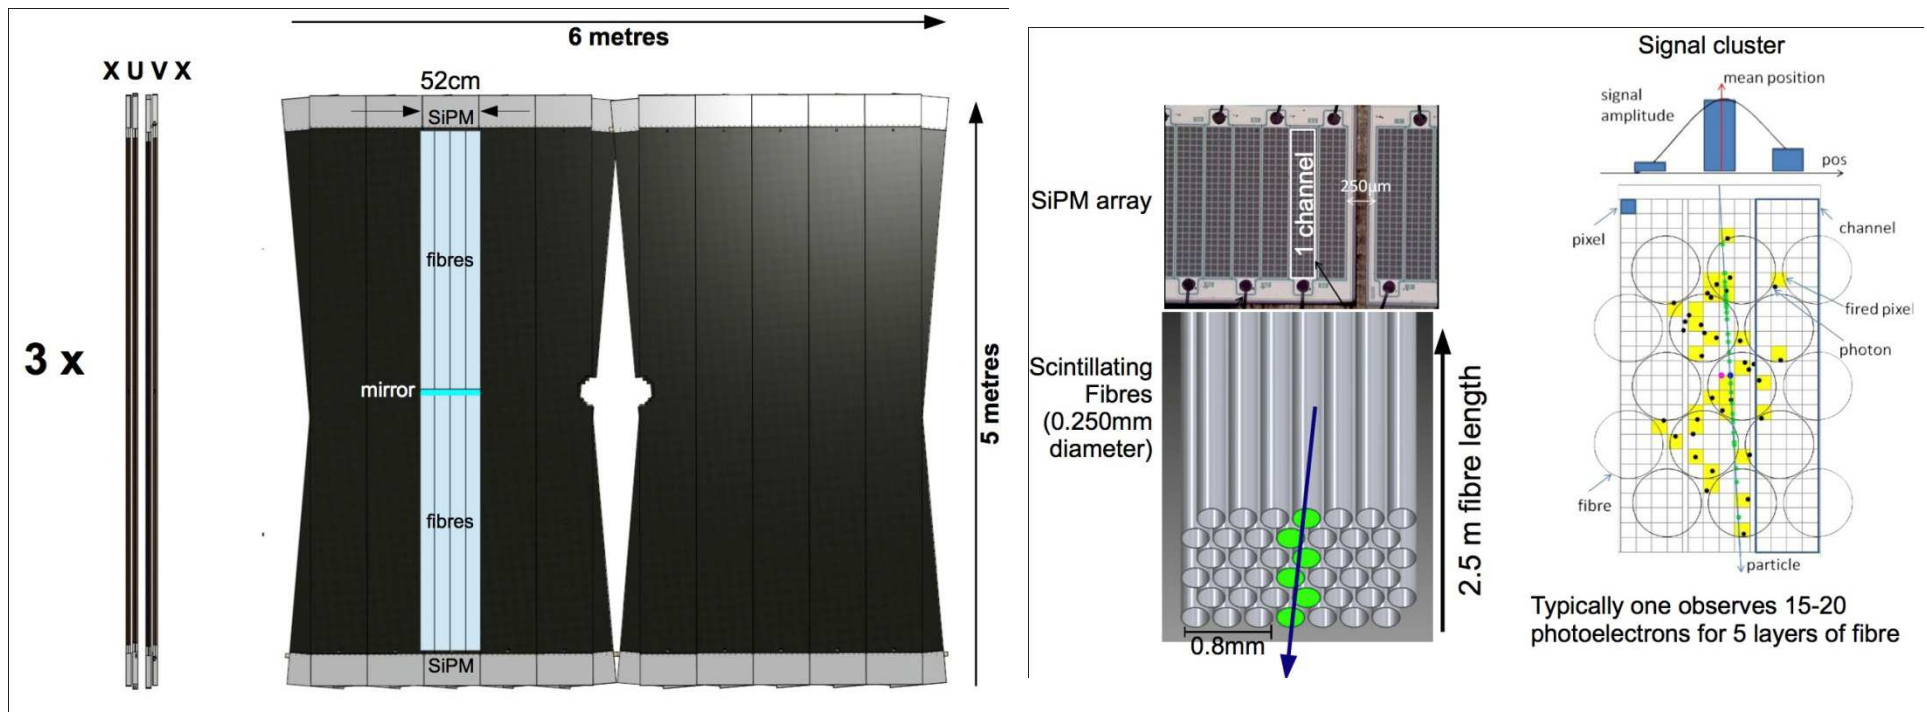 6 metres
X U V X
52cm
SiPM
fibres
3 x
mirror
5 metres
fibres
SiPM
SiPM array
1 channel
250um
Scintillating
Fibres
(0.250mm
diameter)
2.5 m fibre length
0.8mm
Signal cluster
mean position
signal
amplitude
pos
pixel
channel
fired pixel
photon
fibre
particle
Typically one observes 15-20
photoelectrons for 5 layers of fibre